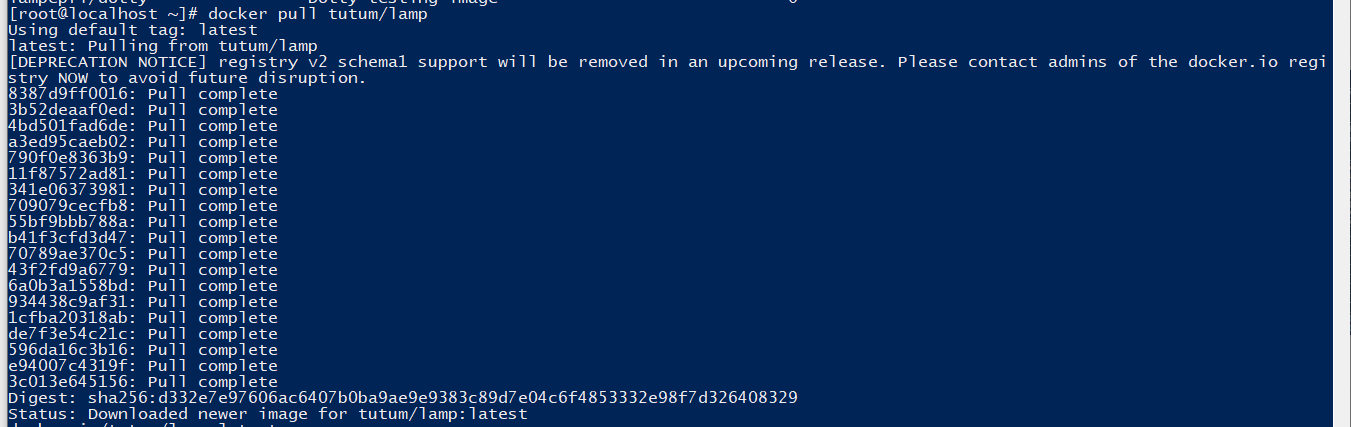 [root@localhost ~]# docker pull tutum/lamp
Using default tag: latest
latest: Pulling from tutum/lamp
[DEPRECATION NOTICE] registry v2 schema1 support will be removed in an upcoming release. Please contact admins of the docker.io regi
stry NOW to avoid future disruption.
8387d9ff0016: Pull complete
3b52deaaf0ed: Pull complete
4bd501fad6de: Pull complete
a3ed95caeb02: Pull complete
790f0e8363b9: Pull complete
11f87572ad81: Pull complete
341e06373981: Pull complete
709079cecfb8: Pull complete
55bf9bbb788a: Pull complete
b41f3cfd3d47: Pull complete
70789ae370c5: Pull complete
43f2fd9a6779: Pull complete
6a0b3a1558bd: Pull complete
934438c9af31: Pull complete
1cfba20318ab: Pull complete
de7f3e54c21c: Pull complete
596da16c3b16: Pull complete
e94007c4319f: Pull complete
3c013e645156: Pull complete
Digest: sha256:d332e7e97606ac6407b0ba9ae9e9383c89d7e04c6f4853332e98f7d326408329
Status: Downloaded newer image for tutum/lamp:latest